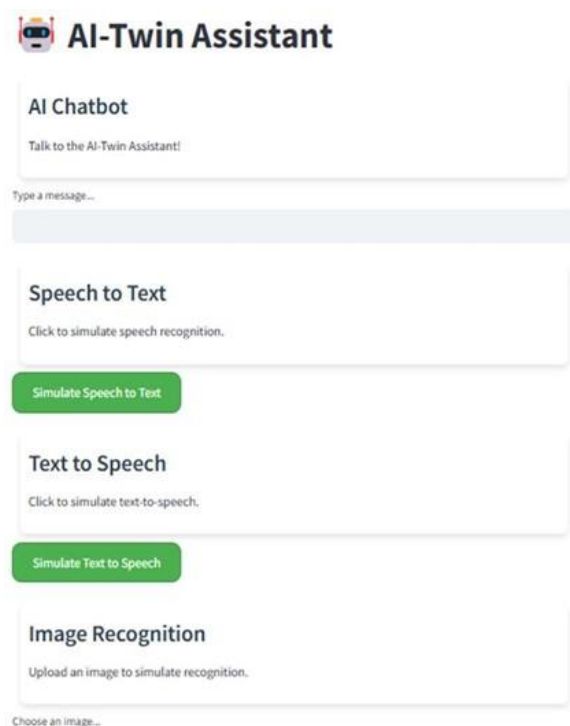 AI-Twin Assistant
AI Chatbot
Talk to the AI-Twin Assistant!
Type a message...
Speech to Text
Click to simulate speech recognition.
Simulate Speech to Text
Text to Speech
Click to simulate text-to-speech.
Simulate Text to Speech
Image Recognition
Upload an image to simulate recognition.
Choose an image...